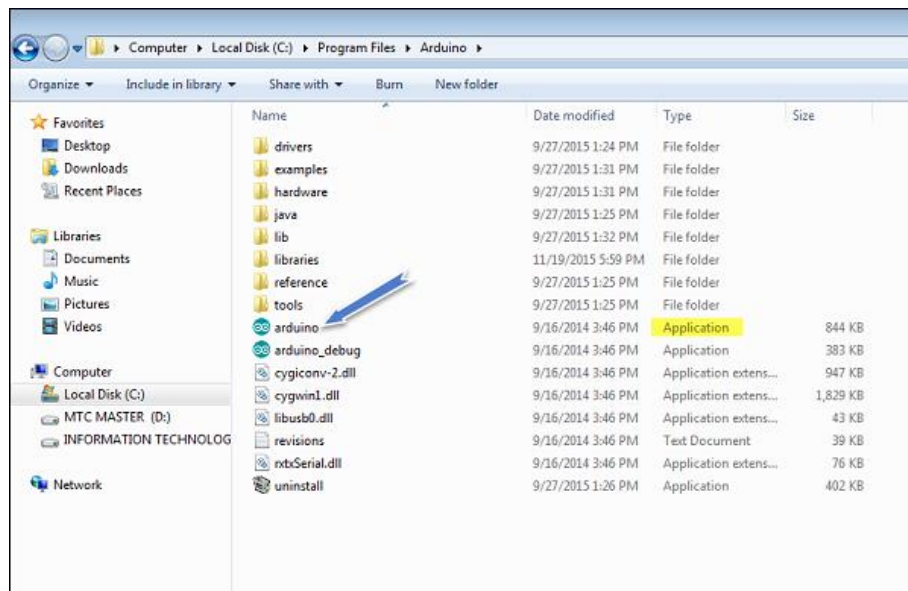 Computer Local Disk (C:) Program Files Arduino
Organize Include in library Share with Burn New folder
Favorites
Desktop
Downloads
Recent Places
Libraries
Documents
Music
Pictures
Videos
Computer
Local Disk (C:)
MTC MASTER (D:)
INFORMATION TECHNOLOG
Network
Name Date modified Type Size
drivers 9/27/2015 1:24 PM File folder
examples 9/27/2015 1:31 PM File folder
hardware 9/27/2015 1:31 PM File folder
java 9/27/2015 1:25 PM File folder
lib 9/27/2015 1:32 PM File folder
libraries 11/19/2015 5:59 PM File folder
reference 9/27/2015 1:25 PM File folder
tools 9/27/2015 1:25 PM File folder
arduino 9/16/2014 3:46 PM Application 844 KB
arduino_debug 9/16/2014 3:46 PM Application 383 KB
cygiconv-2.dll 9/16/2014 3:46 PM Application extens... 947 KB
cygwin1.dll 9/16/2014 3:46 PM Application extens... 1,829 KB
libusb0.dll 9/16/2014 3:46 PM Application extens... 43 KB
revisions 9/16/2014 3:46 PM Text Document 39 KB
rxtxSerial.dll 9/16/2014 3:46 PM Application extens... 76 KB
uninstall 9/27/2015 1:26 PM Application 402 KB